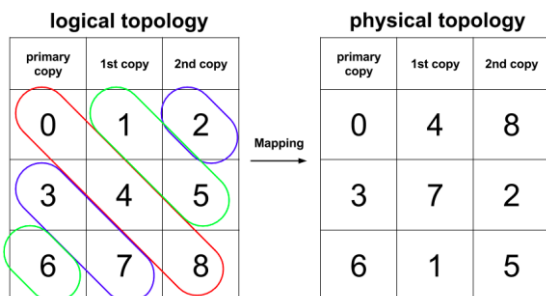 logical topology
primary copy 1st copy 2nd copy
0 1 2
3 4 5
6 7 8
Mapping
physical topology
primary copy 1st copy 2nd copy
0 4 8
3 7 2
6 1 5